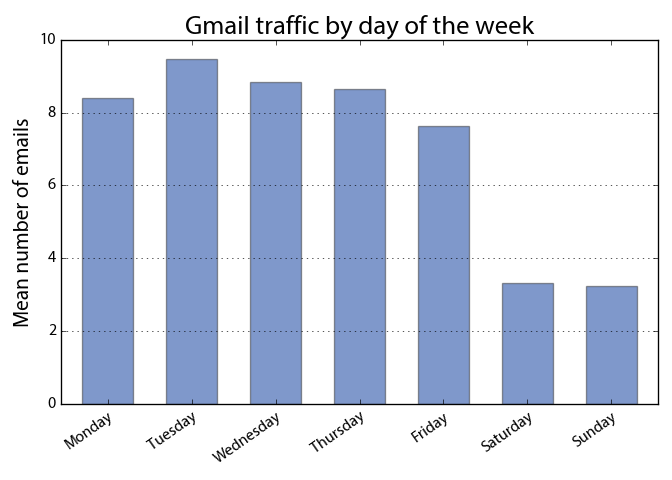 Gmail traffic by day of the week
Mean number of emails
10
8
6
4
2
0
Monday
Tuesday
Wednesday
Thursday
Friday
Saturday
Sunday